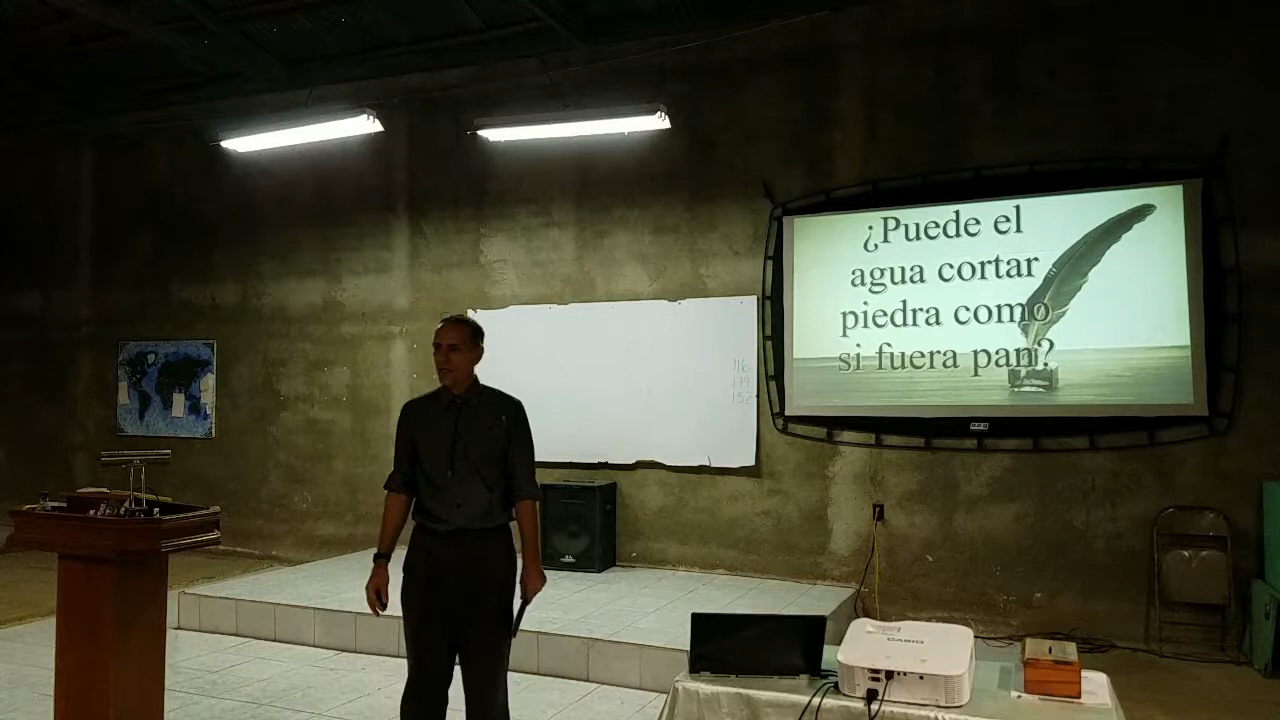 ¿Puede el
agua cortar
piedra como
si fuera pan?
116
179
152
CASIO